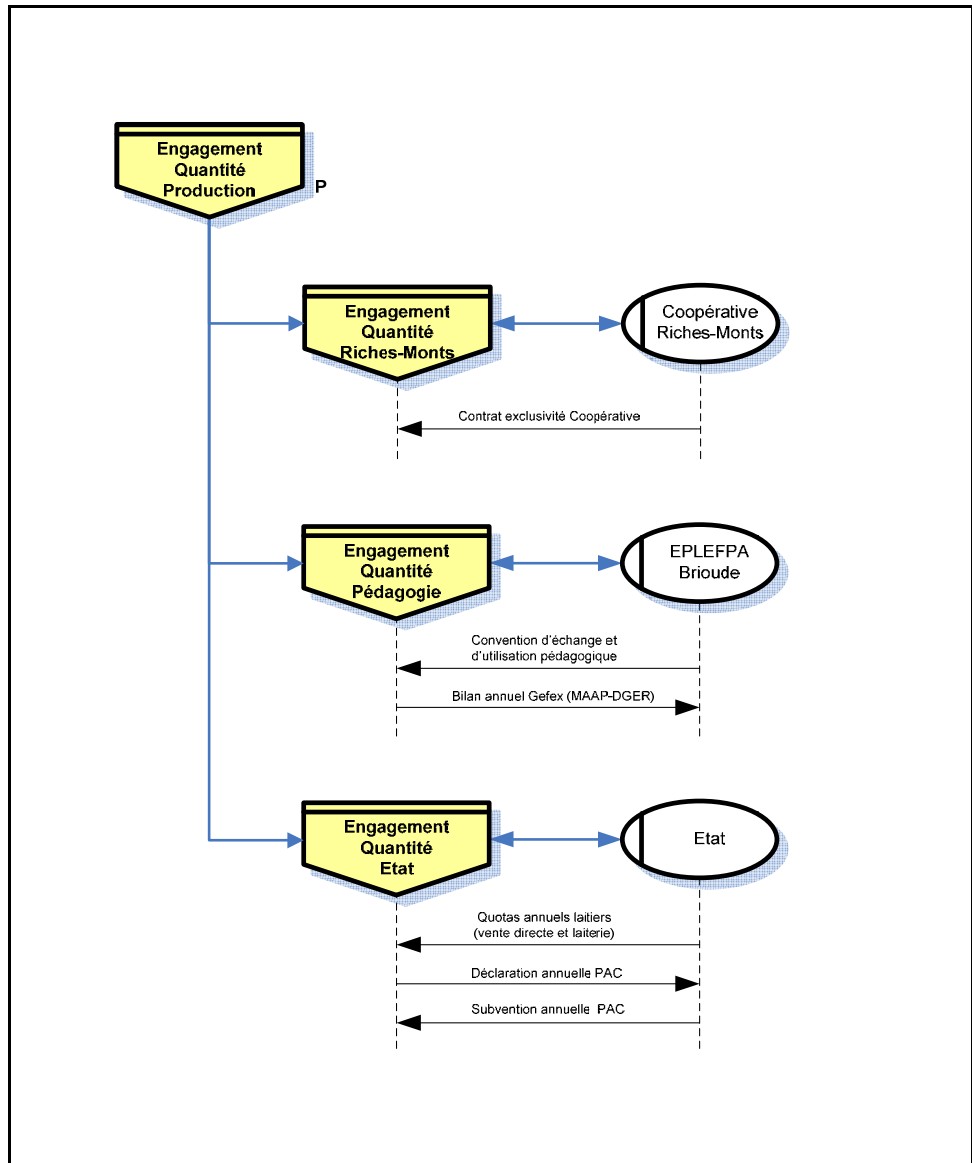 Engagement
Quantité
Production
P
Engagement
Quantité
Riches-Monts
Coopérative
Riches-Monts
Contrat exclusivité Coopérative
Engagement
Quantité
Pédagogie
EPLEFPA
Brioude
Convention d'échange et
d'utilisation pédagogique
Bilan annuel Gefex (MAAP-DGER)
Engagement
Quantité
Etat
Etat
Quotas annuels laitiers
(vente directe et laiterie)
Déclaration annuelle PAC
Subvention annuelle PAC